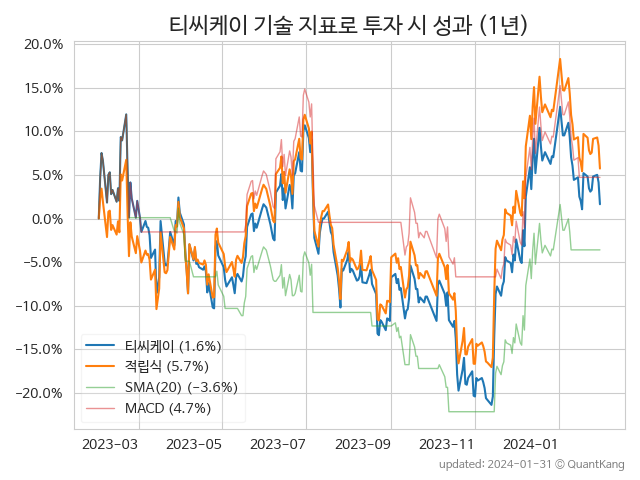 티씨케이 기술 지표로 투자 시 성과 (1년)
20.0%
15.0%
10.0%
5.0%
0.0%
−5.0%
−10.0%
−15.0%
−20.0%
티씨케이 (1.6%)
적립식 (5.7%)
SMA(20) (−3.6%)
MACD (4.7%)
2023-03 2023-05 2023-07 2023-09 2023-11 2024-01
updated: 2024-01-31 © QuantKang